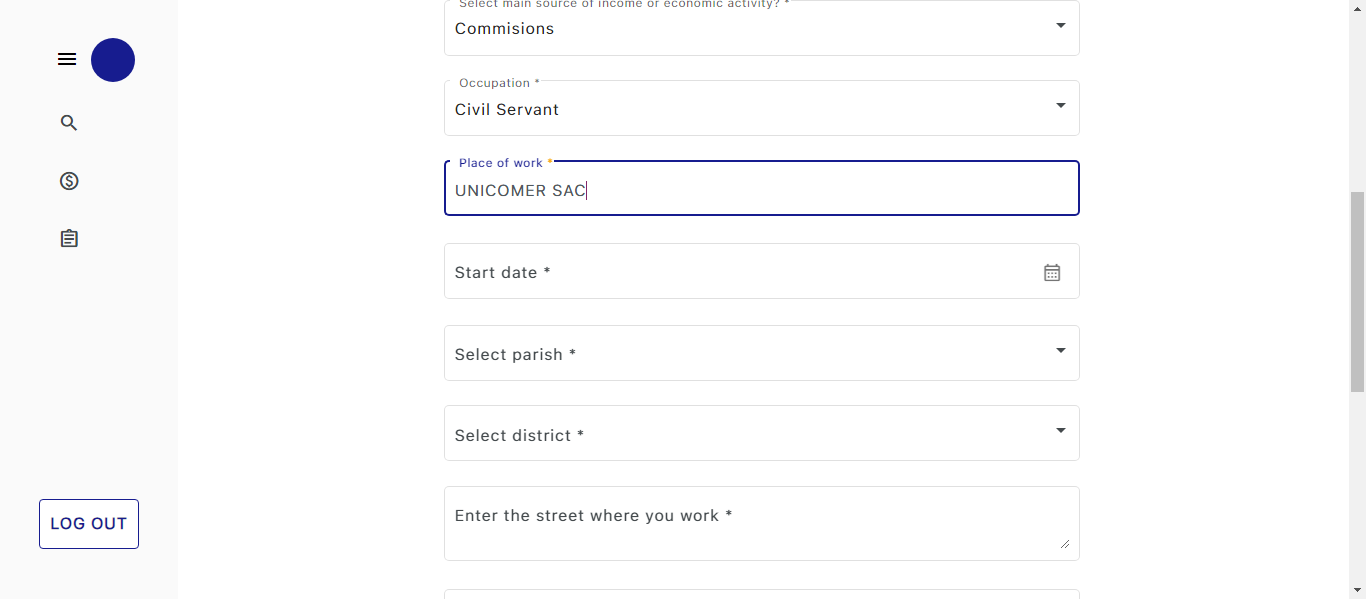 Select main source of income or economic activity? *
Commisions
Occupation *
Civil Servant
Place of work *
UNICOMER SAC
Start date *
Select parish *
Select district *
Enter the street where you work *
LOG OUT